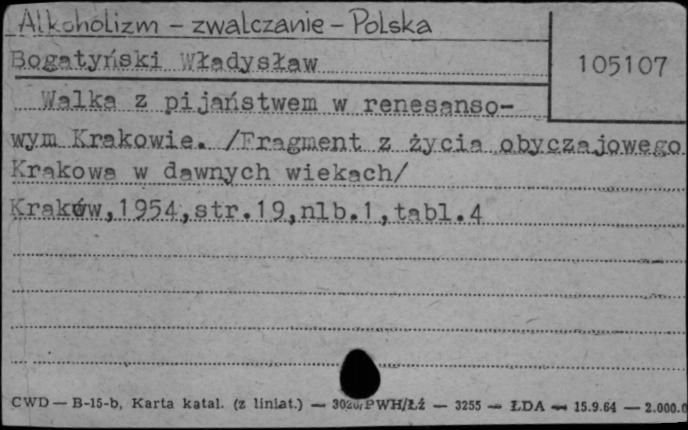 Alkoholizm – zwalczanie – Polska
Bogatyński Władysław
105107
Walka z pijaństwem w renesanso-
wym Krakowie. /Fragment z życia obyczajowego
Krakowa w dawnych wiekach/
Kraków,1954,str.19,nlb.1,tabl.4
CWD — B-15-b, Karta katal. (z liniat.) — PWH/Łź — 3255 — ŁDA — 15.9.64 — 2.000.0